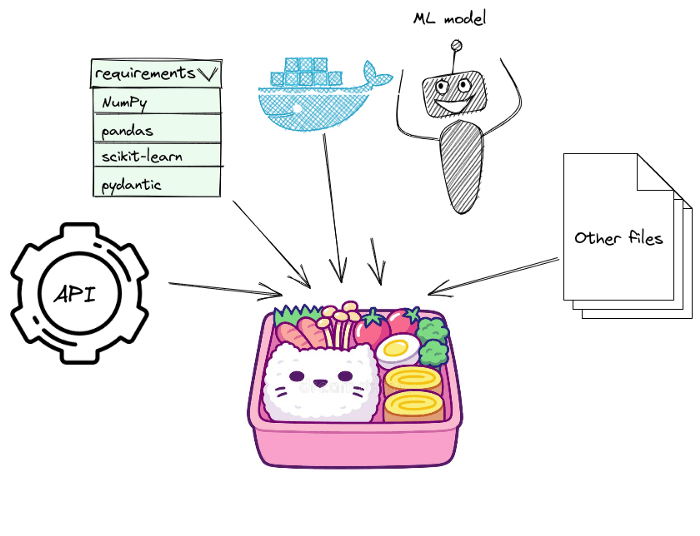 ML model
requirements
NumPy
pandas
scikit-learn
pydantic
Other files
API